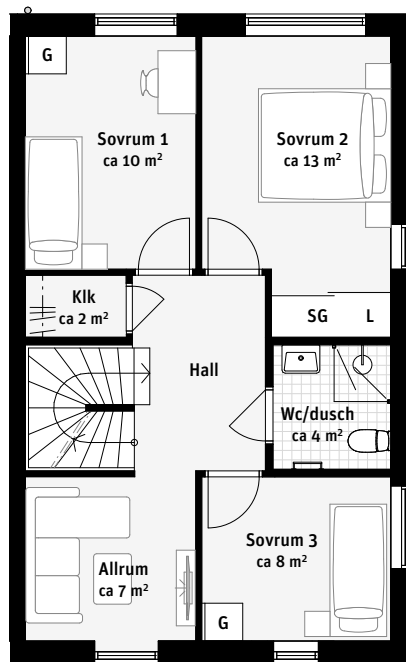 G
Sovrum 1
ca 10 m²
Sovrum 2
ca 13 m²
Klk
ca 2 m²
SG
L
Hall
Wc/dusch
ca 4 m²
Allrum
ca 7 m²
Sovrum 3
ca 8 m²
G